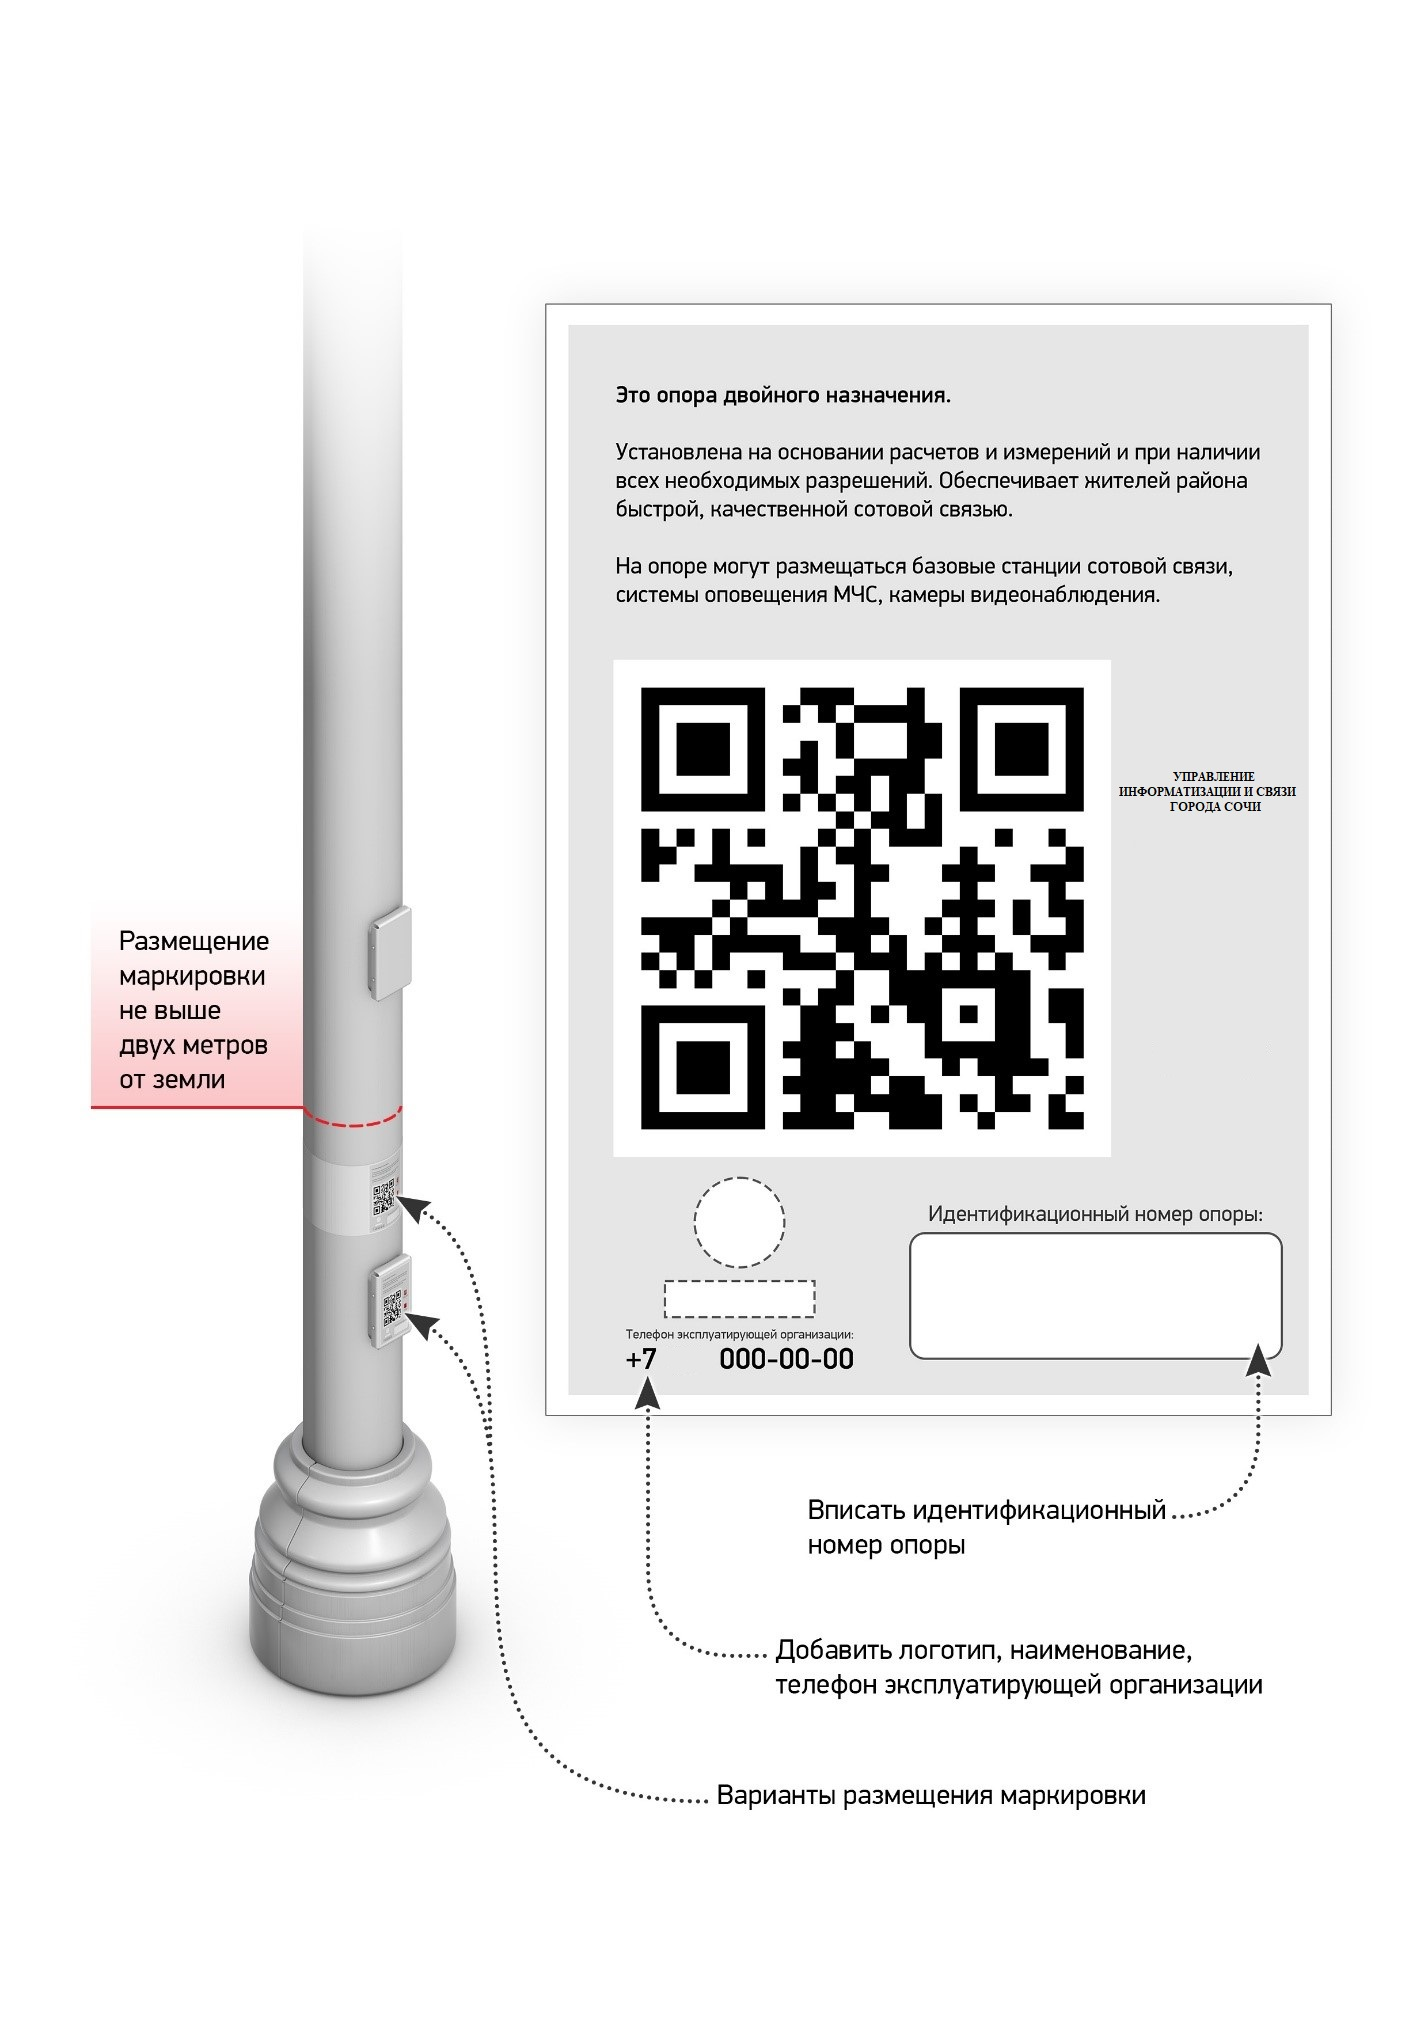 Это опора двойного назначения.
Установлена на основании расчетов и измерений и при наличии
всех необходимых разрешений. Обеспечивает жителей района
быстрой, качественной сотовой связью.
На опоре могут размещаться базовые станции сотовой связи,
системы оповещения МЧС, камеры видеонаблюдения.
УПРАВЛЕНИЕ
ИНФОРМАТИЗАЦИИ И СВЯЗИ
ГОРОДА СОЧИ
Размещение
маркировки
не выше
двух метров
от земли
Идентификационный номер опоры:
Телефон эксплуатирующей организации:
+7 000-00-00
Вписать идентификационный
номер опоры
Добавить логотип, наименование,
телефон эксплуатирующей организации
Варианты размещения маркировки